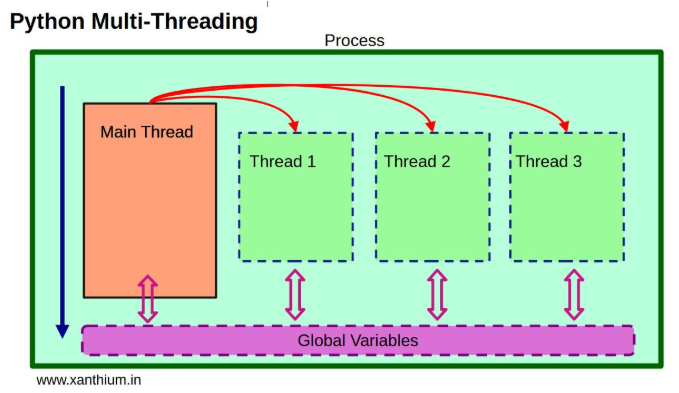 Python Multi-Threading
Process
Main Thread
Thread 1
Thread 2
Thread 3
Global Variables
www.xanthium.in